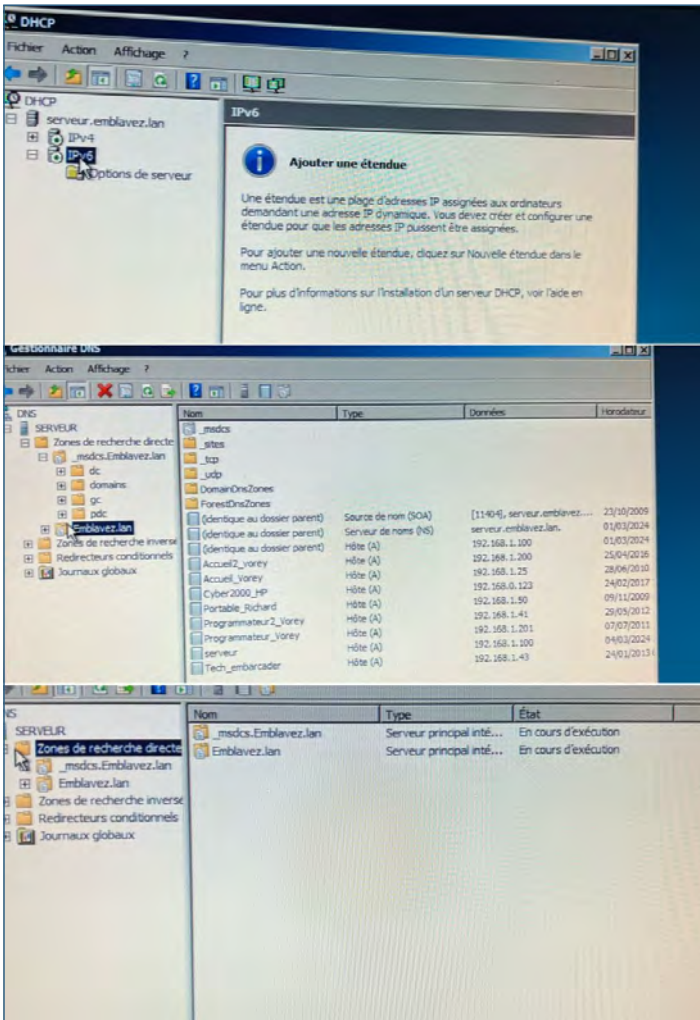 DHCP
Fichier Action Affichage ?
DHCP
serveur.emblavez.lan
IPv4
IPv6
Options de serveur
IPv6
Ajouter une étendue
Une étendue est une plage d'adresses IP assignées aux ordinateurs
demandant une adresse IP dynamique. Vous devez créer et configurer une
étendue pour que les adresses IP puissent être assignées.
Pour ajouter une nouvelle étendue, cliquez sur Nouvelle étendue dans le
menu Action.
Pour plus d'informations sur l'installation d'un serveur DHCP, voir l'aide en
ligne.
Gestionnaire DNS
ichier Action Affichage ?
DNS
SERVEUR
Zones de recherche directe
_msdcs.Emblavez.lan
dc
domains
gc
pdc
Emblavez.lan
Zones de recherche inverse
Redirecteurs conditionnels
Journaux globaux
Nom Type Données Horodateur
_msdcs
_sites
_tcp
_udp
DomainDnsZones
ForestDnsZones
(identique au dossier parent) Source de nom (SOA) [11404], serveur.emblavez.... 23/10/2009
(identique au dossier parent) Serveur de noms (NS) serveur.emblavez.lan. 01/03/2024
(identique au dossier parent) Hôte (A) 192.168.1.100 01/03/2024
Accueil2_vorey Hôte (A) 192.168.1.200 25/04/2016
Accueil_Vorey Hôte (A) 192.168.1.25 28/06/2010
Cyber2000_HP Hôte (A) 192.168.0.123 24/02/2017
Portable_Richard Hôte (A) 192.168.1.50 09/11/2009
Programmateur2_Vorey Hôte (A) 192.168.1.41 29/05/2012
Programmateur_Vorey Hôte (A) 192.168.1.201 07/07/2011
serveur Hôte (A) 192.168.1.100 04/03/2024
Tech_embarcader Hôte (A) 192.168.1.43 24/01/2013
NS
SERVEUR
Zones de recherche directe
_msdcs.Emblavez.lan
Emblavez.lan
Zones de recherche inverse
Redirecteurs conditionnels
Journaux globaux
Nom Type État
_msdcs.Emblavez.lan Serveur principal inté... En cours d'exécution
Emblavez.lan Serveur principal inté... En cours d'exécution